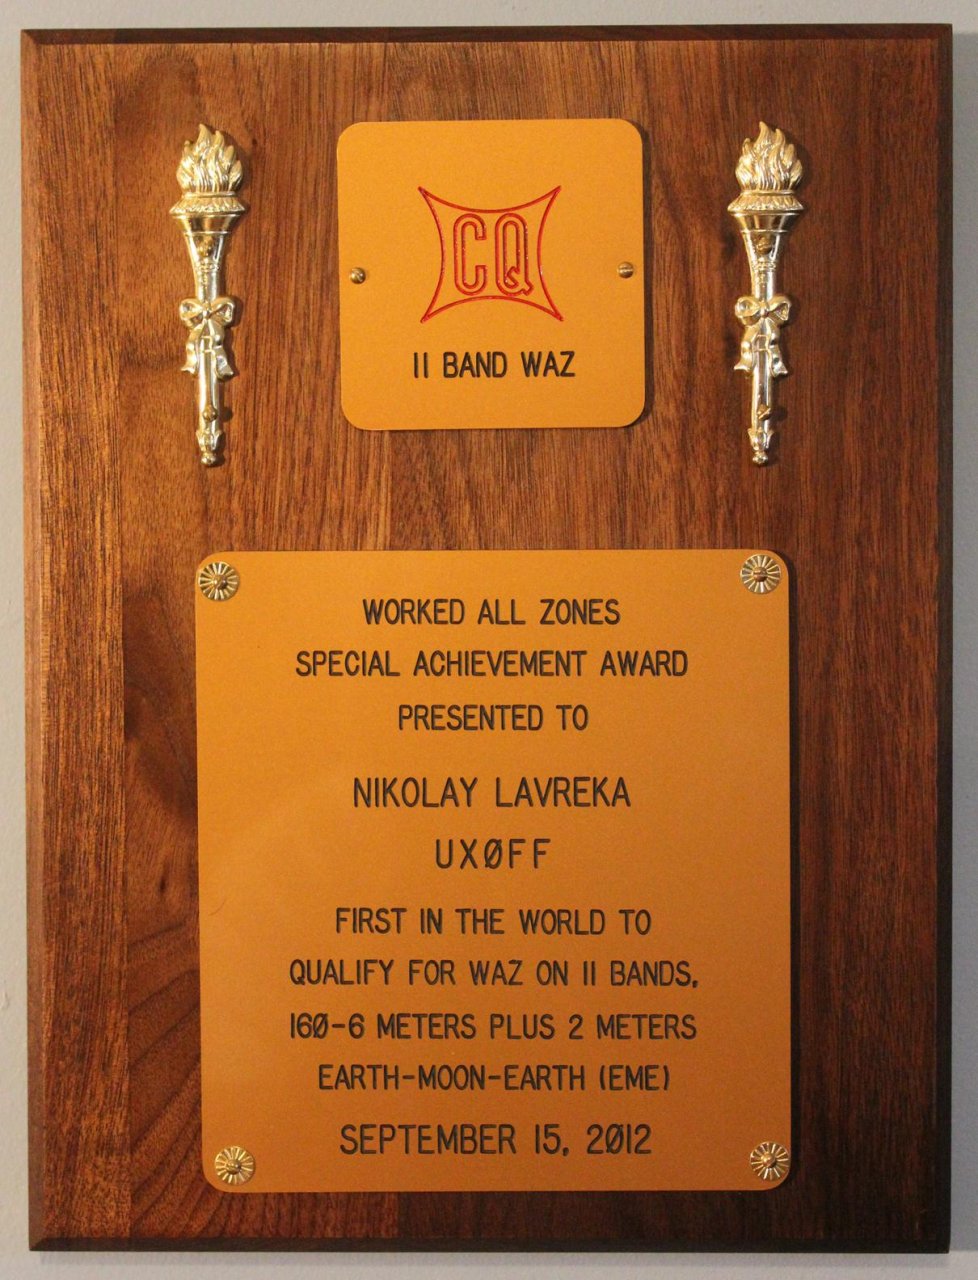 CQ
11 BAND WAZ
WORKED ALL ZONES
SPECIAL ACHIEVEMENT AWARD
PRESENTED TO
NIKOLAY LAVREKA
UXØFF
FIRST IN THE WORLD TO
QUALIFY FOR WAZ ON 11 BANDS,
16Ø-6 METERS PLUS 2 METERS
EARTH-MOON-EARTH (EME)
SEPTEMBER 15, 2Ø12